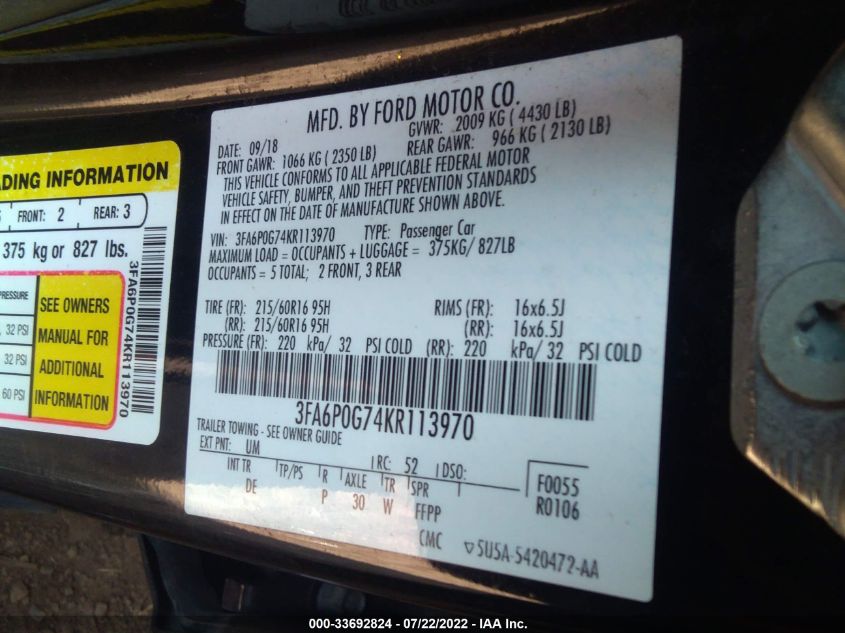 ADING INFORMATION
FRONT: 2 REAR: 3
375 kg or 827 lbs.
PRESSURE
32 PSI
32 PSI
60 PSI
SEE OWNERS
MANUAL FOR
ADDITIONAL
INFORMATION
3FA6P0G74KR113970
MFD. BY FORD MOTOR CO.
DATE: 09/18 GVWR: 2009 KG ( 4430 LB)
FRONT GAWR: 1066 KG ( 2350 LB) REAR GAWR: 966 KG ( 2130 LB)
THIS VEHICLE CONFORMS TO ALL APPLICABLE FEDERAL MOTOR
VEHICLE SAFETY, BUMPER, AND THEFT PREVENTION STANDARDS
IN EFFECT ON THE DATE OF MANUFACTURE SHOWN ABOVE.
VIN: 3FA6P0G74KR113970 TYPE: Passenger Car
MAXIMUM LOAD = OCCUPANTS + LUGGAGE = 375KG/ 827LB
OCCUPANTS = 5 TOTAL; 2 FRONT, 3 REAR
TIRE (FR): 215/60R16 95H RIMS (FR): 16x6.5J
(RR): 215/60R16 95H (RR): 16x6.5J
PRESSURE (FR): 220 kPa/ 32 PSI COLD (RR): 220 kPa/ 32 PSI COLD
3FA6P0G74KR113970
TRAILER TOWING - SEE OWNER GUIDE
EXT PNT: UM RC: 52 DSO:
INT TR TP/PS R AXLE TR SPR F0055
DE P 30 W FFPP R0106
CMC 5U5A-5420472-AA
000-33692824 - 07/22/2022 - IAA Inc.